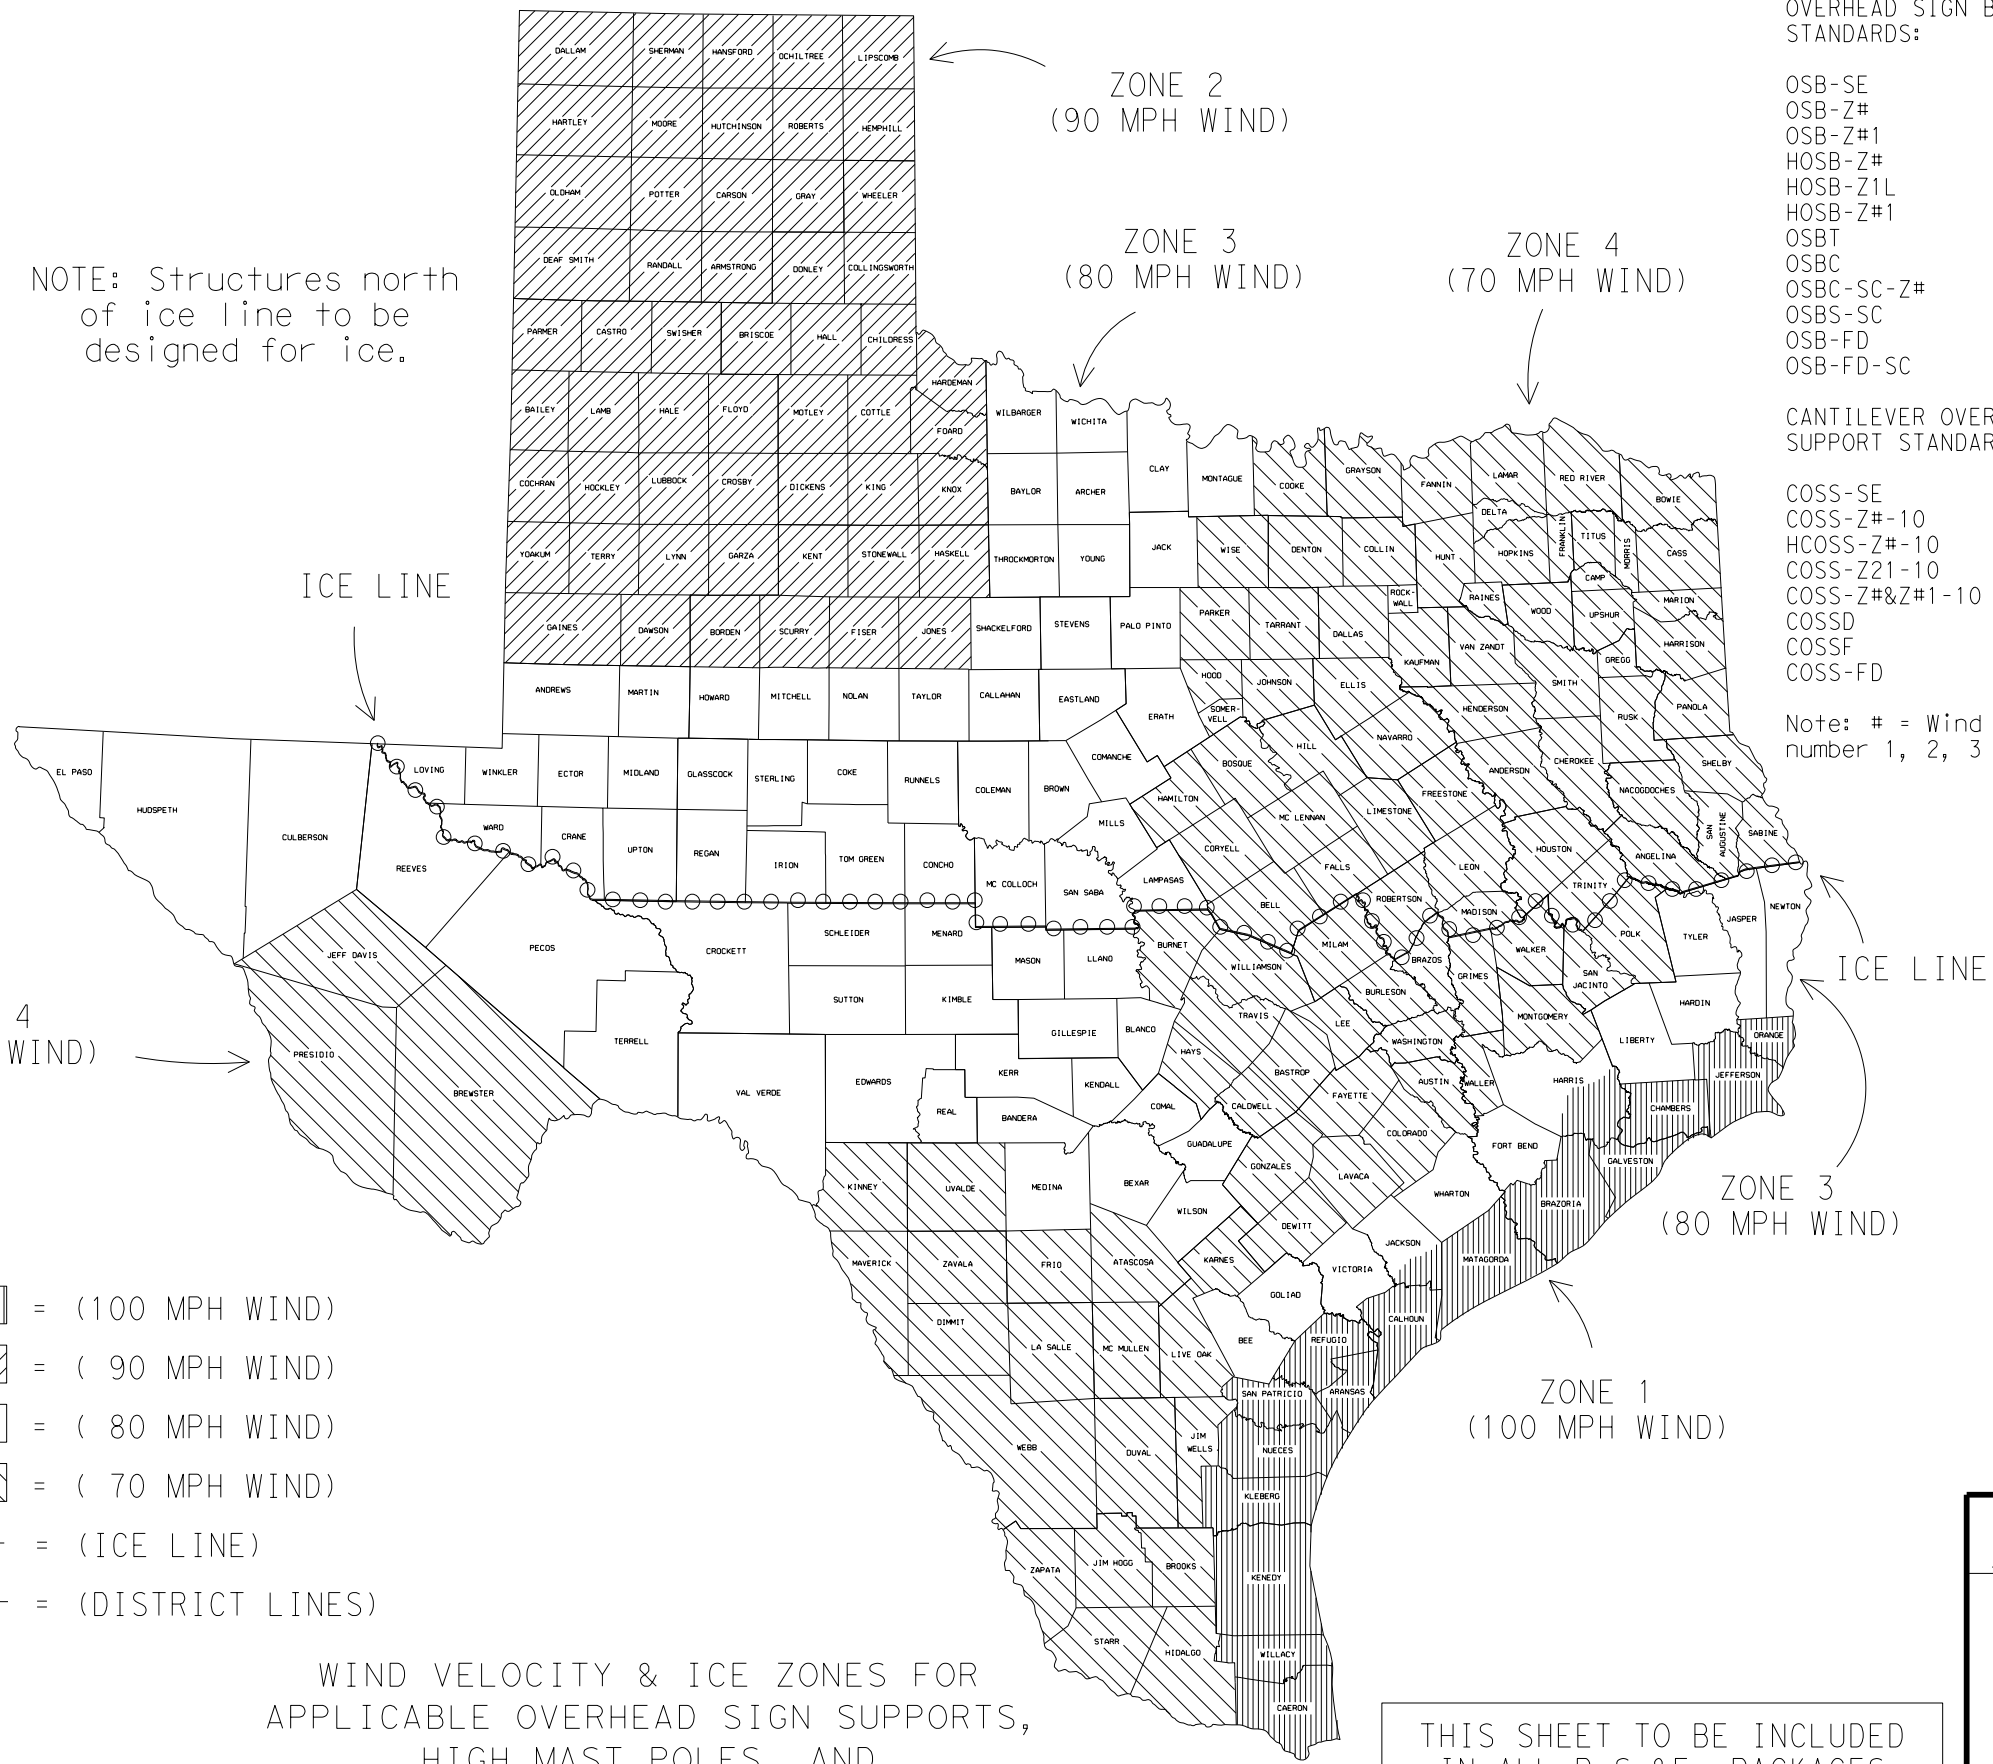 OVERHEAD SIGN B
STANDARDS:
OSB-SE
OSB-Z#
OSB-Z#1
HOSB-Z#
HOSB-Z1L
HOSB-Z#1
OSBT
OSBC
OSBC-SC-Z#
OSBS-SC
OSB-FD
OSB-FD-SC
CANTILEVER OVER
SUPPORT STANDAR
COSS-SE
COSS-Z#-10
HCOSS-Z#-10
COSS-Z21-10
COSS-Z#&Z#1-10
COSSD
COSSF
COSS-FD
Note: # = Wind
number 1, 2, 3
ZONE 2
(90 MPH WIND)
ZONE 3
(80 MPH WIND)
ZONE 4
(70 MPH WIND)
NOTE: Structures north
of ice line to be
designed for ice.
ICE LINE
DALLAM
SHERMAN
HANSFORD
OCHILTREE
LIPSCOMB
HARTLEY
MOORE
HUTCHINSON
ROBERTS
HEMPHILL
OLDHAM
POTTER
CARSON
GRAY
WHEELER
DEAF SMITH
RANDALL
ARMSTRONG
DONLEY
COLLINGSWORTH
PARMER
CASTRO
SWISHER
BRISCOE
HALL
CHILDRESS
HARDEMAN
BAILEY
LAMB
HALE
FLOYD
MOTLEY
COTTLE
FOARD
WILBARGER
WICHITA
COCHRAN
HOCKLEY
LUBBOCK
CROSBY
DICKENS
KING
KNOX
BAYLOR
ARCHER
CLAY
MONTAGUE
COOKE
GRAYSON
FANNIN
LAMAR
RED RIVER
BOWIE
DELTA
YOAKUM
TERRY
LYNN
GARZA
KENT
STONEWALL
HASKELL
THROCKMORTON
YOUNG
JACK
WISE
DENTON
COLLIN
HUNT
HOPKINS
FRANKLIN
TITUS
MORRIS
CASS
CAMP
ROCK-
WALL
RAINES
WOOD
UPSHUR
MARION
GAINES
DAWSON
BORDEN
SCURRY
FISER
JONES
SHACKELFORD
STEVENS
PALO PINTO
PARKER
TARRANT
DALLAS
KAUFMAN
VAN ZANDT
GREGG
HARRISON
ANDREWS
MARTIN
HOWARD
MITCHELL
NOLAN
TAYLOR
CALLAHAN
EASTLAND
ERATH
HOOD
SOMER-
VELL
JOHNSON
ELLIS
HENDERSON
SMITH
RUSK
PANOLA
EL PASO
HUDSPETH
CULBERSON
LOVING
WINKLER
ECTOR
MIDLAND
GLASSCOCK
STERLING
COKE
RUNNELS
COLEMAN
BROWN
COMANCHE
BOSQUE
HILL
NAVARRO
ANDERSON
CHEROKEE
SHELBY
NACOGDOCHES
REEVES
WARD
CRANE
UPTON
REGAN
IRION
TOM GREEN
CONCHO
MC COLLOCH
SAN SABA
MILLS
HAMILTON
CORYELL
MC LENNAN
LIMESTONE
FREESTONE
HOUSTON
ANGELINA
SAN
AUGUSTINE
SABINE
LAMPASAS
BELL
FALLS
ROBERTSON
LEON
MADISON
TRINITY
POLK
TYLER
JASPER
NEWTON
ICE LINE
JEFF DAVIS
PECOS
CROCKETT
SCHLEIDER
MENARD
MASON
LLANO
BURNET
WILLIAMSON
MILAM
BRAZOS
GRIMES
WALKER
SAN
JACINTO
HARDIN
4
WIND)
PRESIDIO
BREWSTER
TERRELL
SUTTON
KIMBLE
GILLESPIE
BLANCO
TRAVIS
LEE
BURLESON
WASHINGTON
MONTGOMERY
LIBERTY
ORANGE
JEFFERSON
VAL VERDE
EDWARDS
REAL
KERR
BANDERA
KENDALL
HAYS
COMAL
CALDWELL
BASTROP
FAYETTE
AUSTIN
WALLER
HARRIS
CHAMBERS
GUADALUPE
GONZALES
COLORADO
LAVACA
FORT BEND
GALVESTON
KINNEY
UVALDE
MEDINA
BEXAR
WILSON
DEWITT
WHARTON
BRAZORIA
ZONE 3
(80 MPH WIND)
MAVERICK
ZAVALA
FRIO
ATASCOSA
KARNES
GOLIAD
VICTORIA
JACKSON
MATAGORDA
DIMMIT
LA SALLE
MC MULLEN
LIVE OAK
BEE
REFUGIO
CALHOUN
SAN PATRICIO
ARANSAS
ZONE 1
(100 MPH WIND)
WEBB
DUVAL
JIM
WELLS
NUECES
KLEBERG
ZAPATA
JIM HOGG
BROOKS
KENEDY
STARR
HIDALGO
WILLACY
CAERON
= (100 MPH WIND)
= ( 90 MPH WIND)
= ( 80 MPH WIND)
= ( 70 MPH WIND)
= (ICE LINE)
= (DISTRICT LINES)
WIND VELOCITY & ICE ZONES FOR
APPLICABLE OVERHEAD SIGN SUPPORTS,
HIGH MAST POLES, AND
THIS SHEET TO BE INCLUDED
IN ALL P.S.&E. PACKAGES